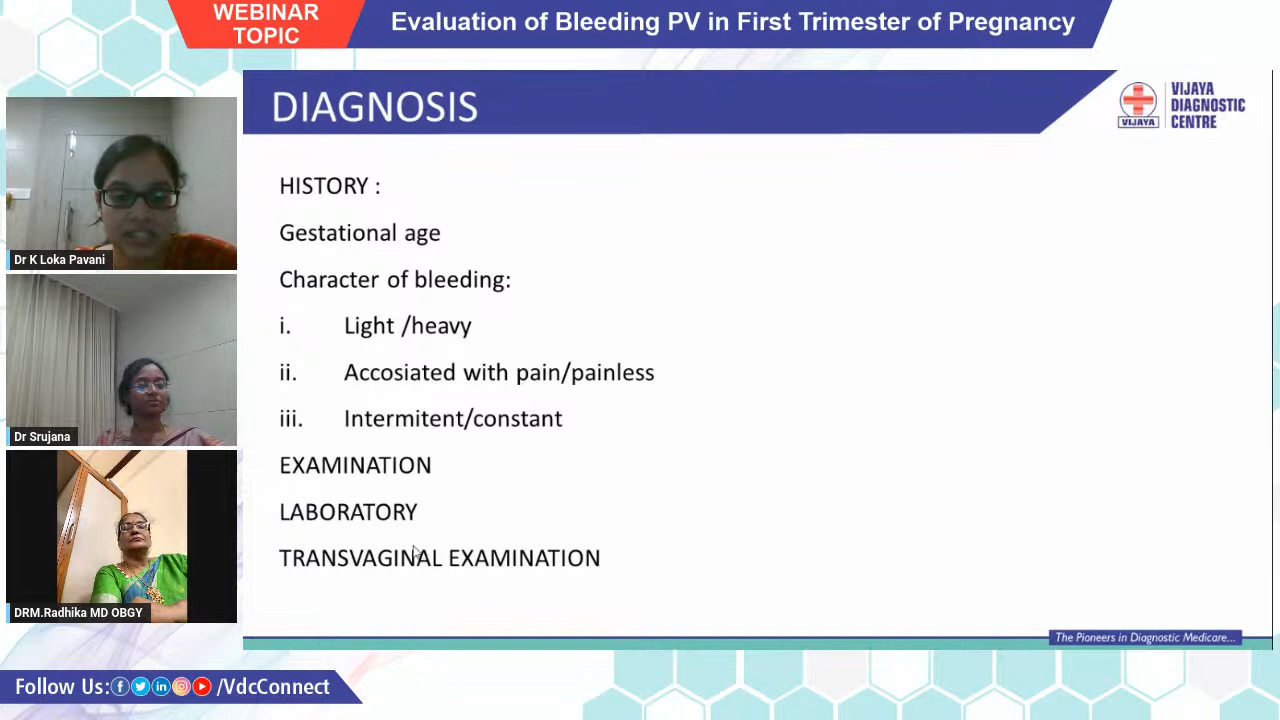 WEBINAR
TOPIC
Evaluation of Bleeding PV in First Trimester of Pregnancy
DIAGNOSIS
VIJAYA
VIJAYA
DIAGNOSTIC
CENTRE
HISTORY :
Gestational age
Character of bleeding:
i. Light /heavy
ii. Accosiated with pain/painless
iii. Intermitent/constant
EXAMINATION
LABORATORY
TRANSVAGINAL EXAMINATION
Dr K Loka Pavani
Dr Srujana
DRM.Radhika MD OBGY
The Pioneers in Diagnostic Medicare...
Follow Us: /VdcConnect